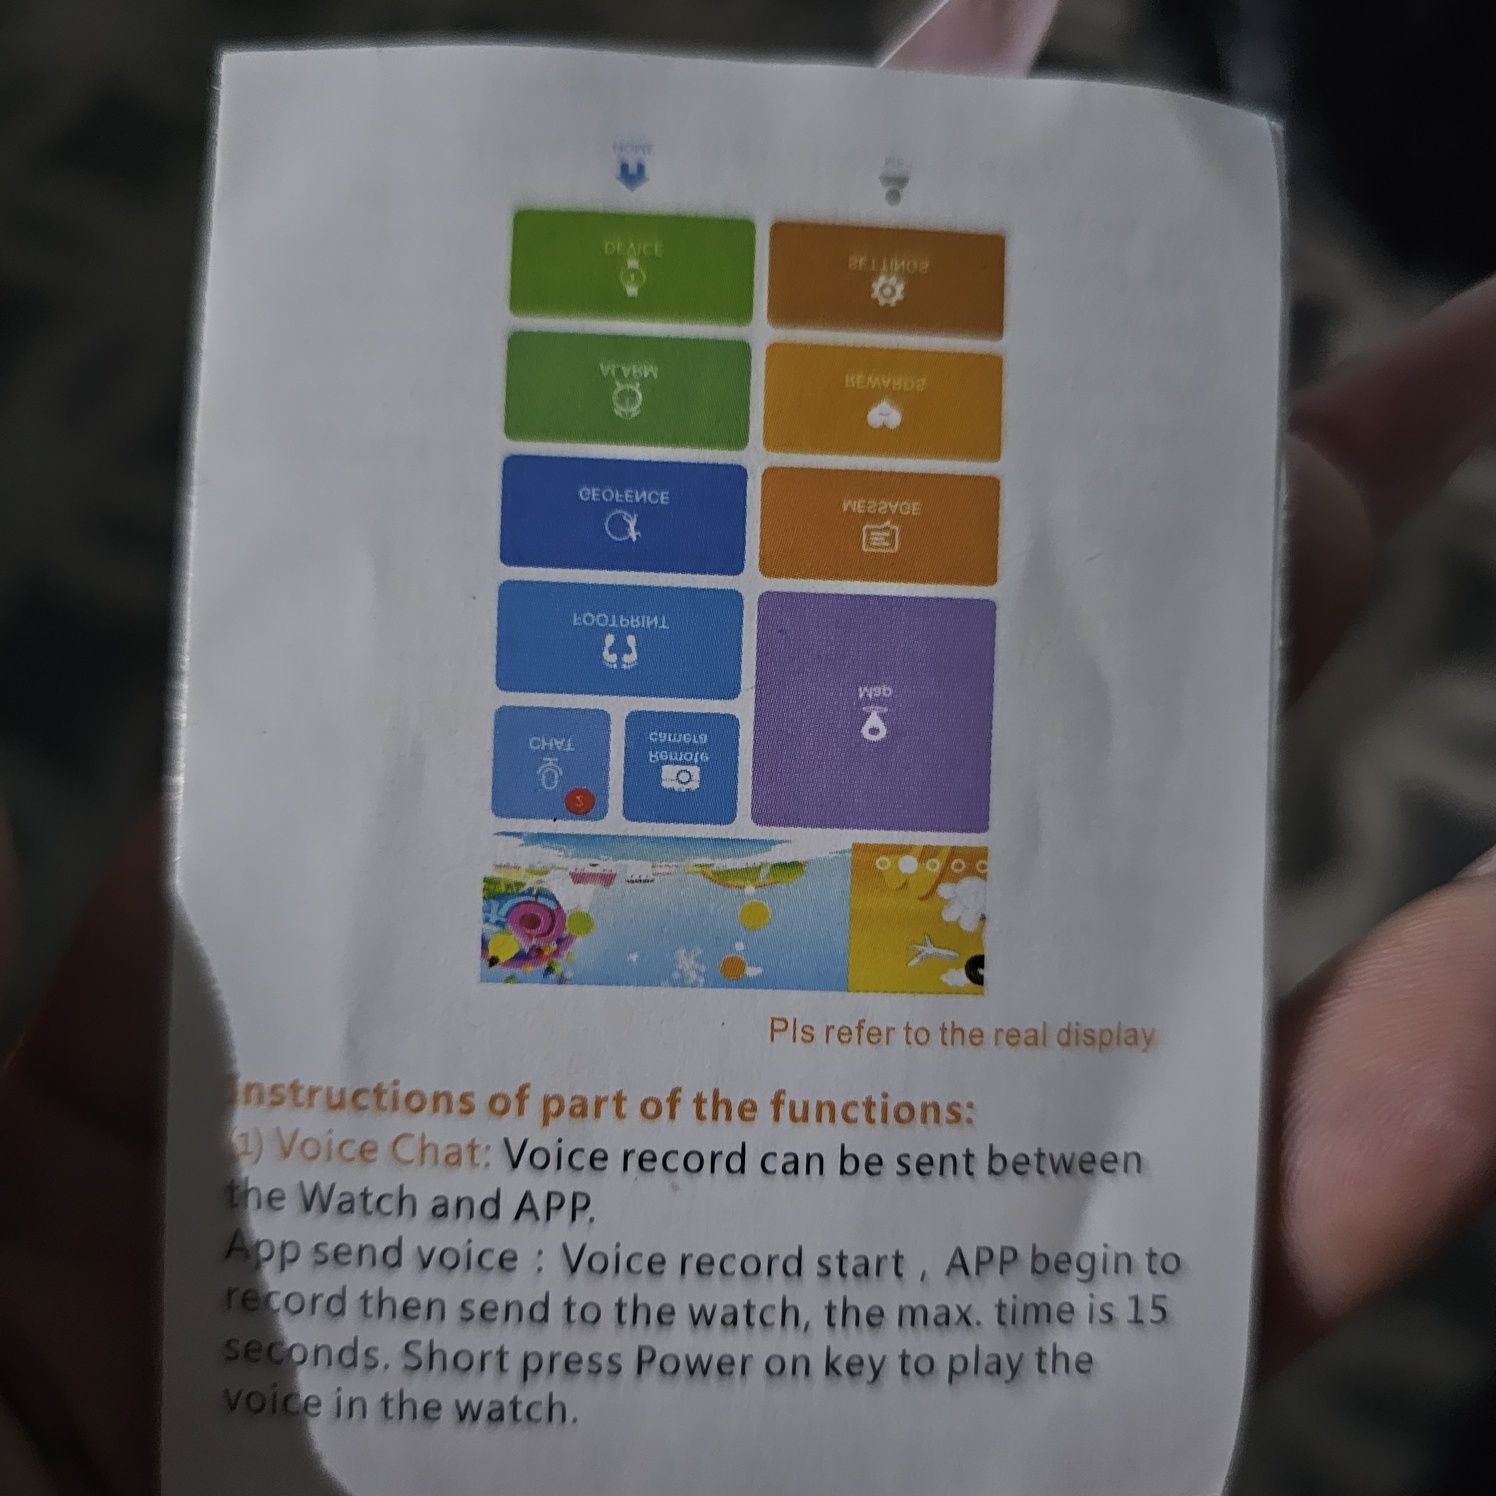 HOME
DEVICE
SETTINGS
ALARM
REWARDS
GEOFENCE
MESSAGE
FOOTPRINT
Map
CHAT
Remote
camera
2
Pls refer to the real display
Instructions of part of the functions:
(1) Voice Chat: Voice record can be sent between
the Watch and APP.
App send voice : Voice record start , APP begin to
record then send to the watch, the max. time is 15
seconds. Short press Power on key to play the
voice in the watch.